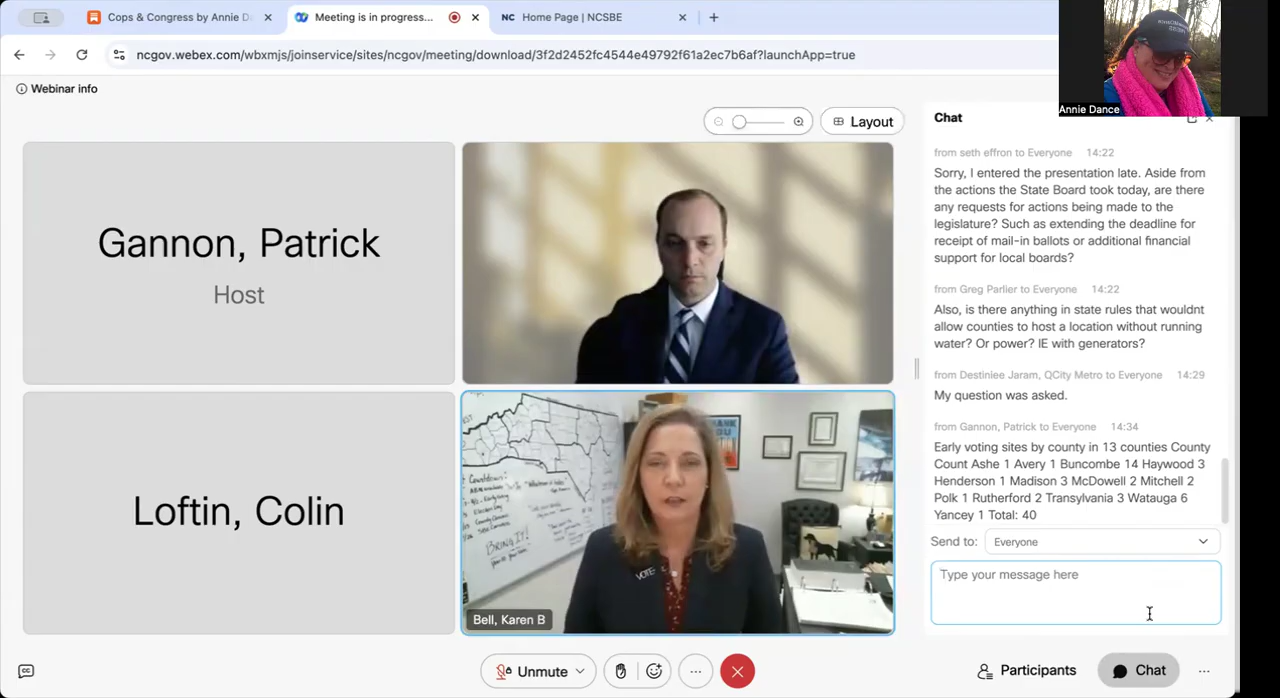 Cops & Congress by Annie D
Meeting is in progress...
NC Home Page | NCSBE
ncgov.webex.com/wbxmjs/joinservice/sites/ncgov/meeting/download/3f2d2452fc4544e49792f61a2ec7b6af?launchApp=true
Annie Dance
Webinar info
Layout
Gannon, Patrick
Host
Loftin, Colin
THANK
YOU
Countdown:
BRING IT!
VOTE
Bell, Karen B
Chat
from seth effron to Everyone 14:22
Sorry, I entered the presentation late. Aside from
the actions the State Board took today, are there
any requests for actions being made to the
legislature? Such as extending the deadline for
receipt of mail-in ballots or additional financial
support for local boards?
from Greg Parlier to Everyone 14:22
Also, is there anything in state rules that wouldnt
allow counties to host a location without running
water? Or power? IE with generators?
from Destiniee Jaram, QCity Metro to Everyone 14:29
My question was asked.
from Gannon, Patrick to Everyone 14:34
Early voting sites by county in 13 counties County
Count Ashe 1 Avery 1 Buncombe 14 Haywood 3
Henderson 1 Madison 3 McDowell 2 Mitchell 2
Polk 1 Rutherford 2 Transylvania 3 Watauga 6
Yancey 1 Total: 40
Send to: Everyone
Type your message here
CC
Unmute
Participants
Chat